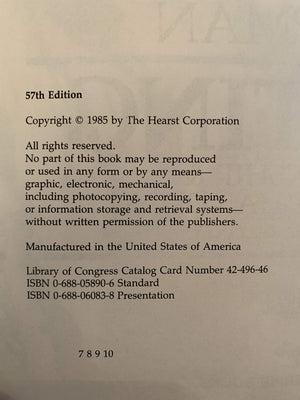 57th Edition
Copyright © 1985 by The Hearst Corporation
All rights reserved.
No part of this book may be reproduced
or used in any form or by any means—
graphic, electronic, mechanical,
including photocopying, recording, taping,
or information storage and retrieval systems—
without written permission of the publishers.
Manufactured in the United States of America
Library of Congress Catalog Card Number 42-496-46
ISBN 0-688-05890-6 Standard
ISBN 0-688-06083-8 Presentation
7 8 9 10